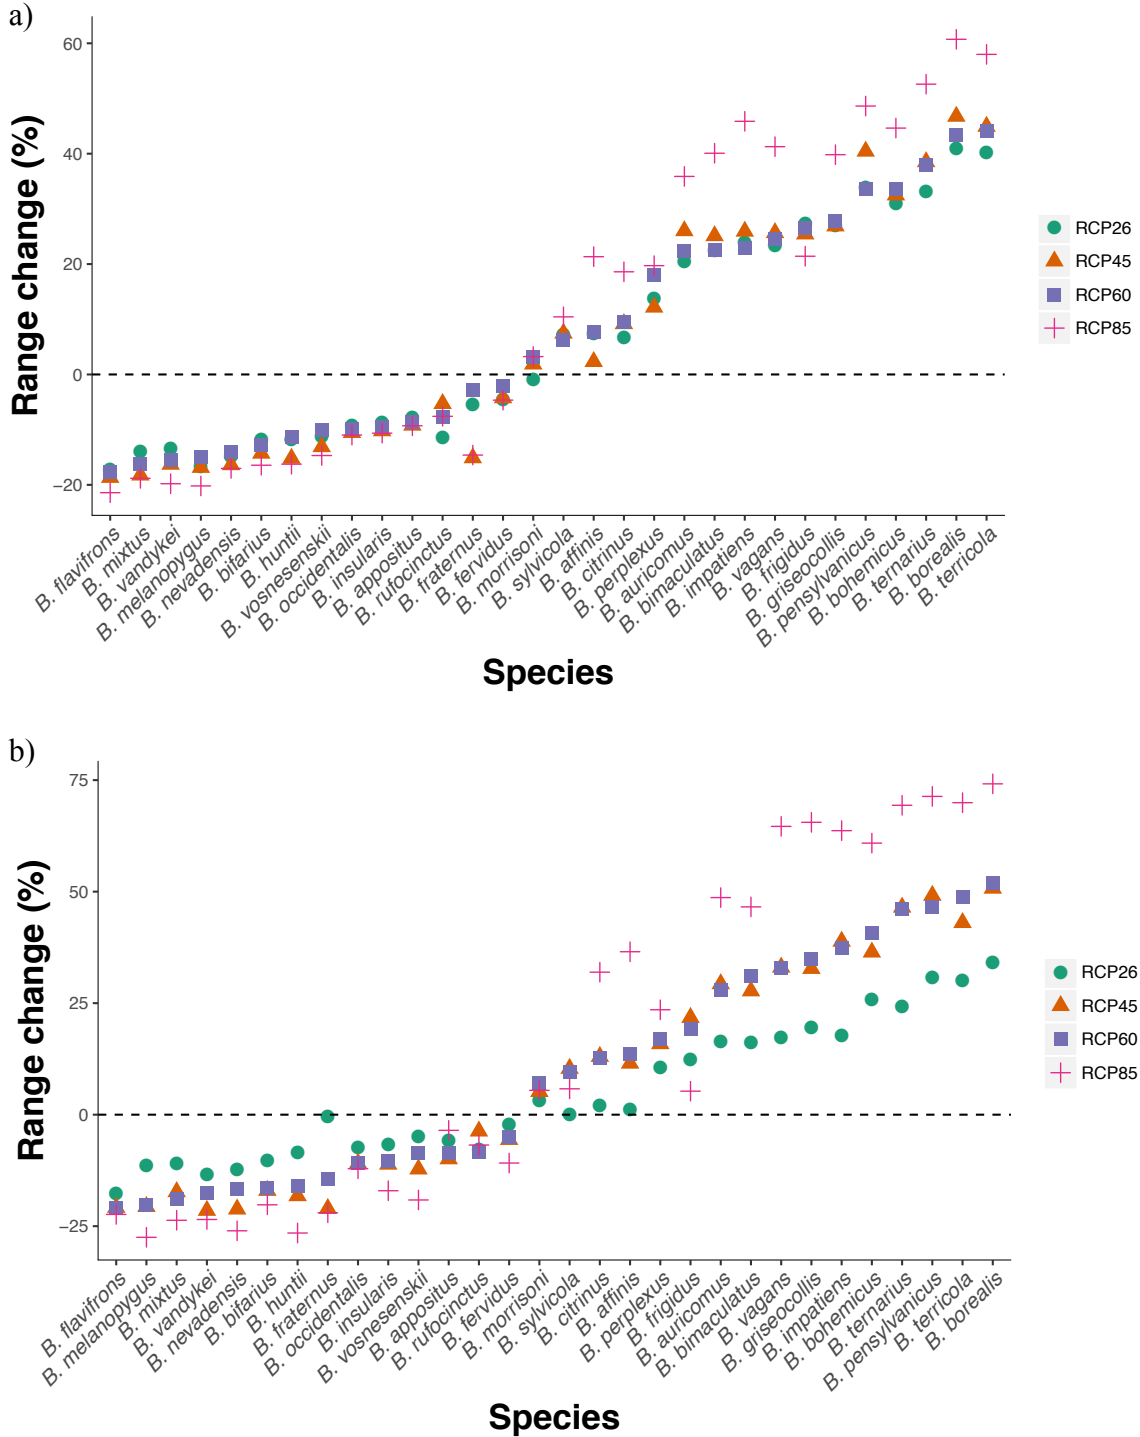 a)
Range change (%)
60
40
20
0
−20
B. flavifrons
B. mixtus
B. vandykei
B. melanopygus
B. nevadensis
B. bifarius
B. huntii
B. vosnesenskii
B. occidentalis
B. insularis
B. appositus
B. rufocinctus
B. fraternus
B. fervidus
B. morrisoni
B. sylvicola
B. affinis
B. citrinus
B. perplexus
B. auricomus
B. bimaculatus
B. impatiens
B. vagans
B. frigidus
B. griseocollis
B. pensylvanicus
B. bohemicus
B. ternarius
B. borealis
B. terricola
Species
RCP26
RCP45
RCP60
RCP85
b)
Range change (%)
75
50
25
0
−25
B. flavifrons
B. melanopygus
B. mixtus
B. vandykei
B. nevadensis
B. bifarius
B. huntii
B. fraternus
B. occidentalis
B. insularis
B. vosnesenskii
B. appositus
B. rufocinctus
B. fervidus
B. morrisoni
B. sylvicola
B. citrinus
B. affinis
B. perplexus
B. frigidus
B. auricomus
B. bimaculatus
B. vagans
B. griseocollis
B. impatiens
B. bohemicus
B. ternarius
B. pensylvanicus
B. terricola
B. borealis
Species
RCP26
RCP45
RCP60
RCP85